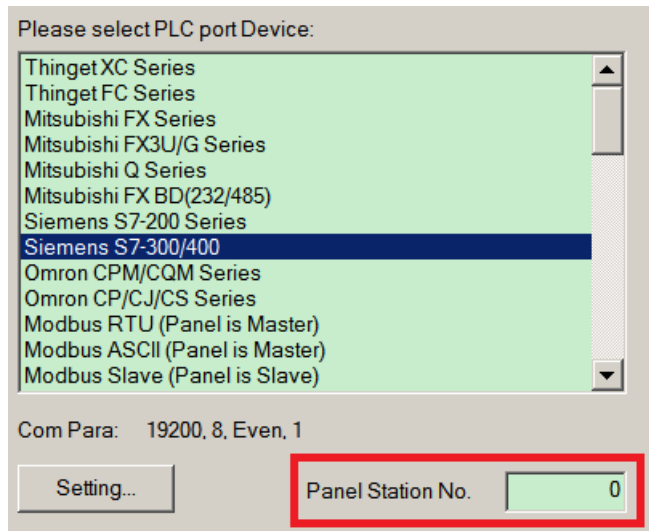 Please select PLC port Device:
Thinget XC Series
Thinget FC Series
Mitsubishi FX Series
Mitsubishi FX3U/G Series
Mitsubishi Q Series
Mitsubishi FX BD(232/485)
Siemens S7-200 Series
Siemens S7-300/400
Omron CPM/CQM Series
Omron CP/CJ/CS Series
Modbus RTU (Panel is Master)
Modbus ASCII (Panel is Master)
Modbus Slave (Panel is Slave)
Com Para: 19200, 8, Even, 1
Setting... Panel Station No. 0